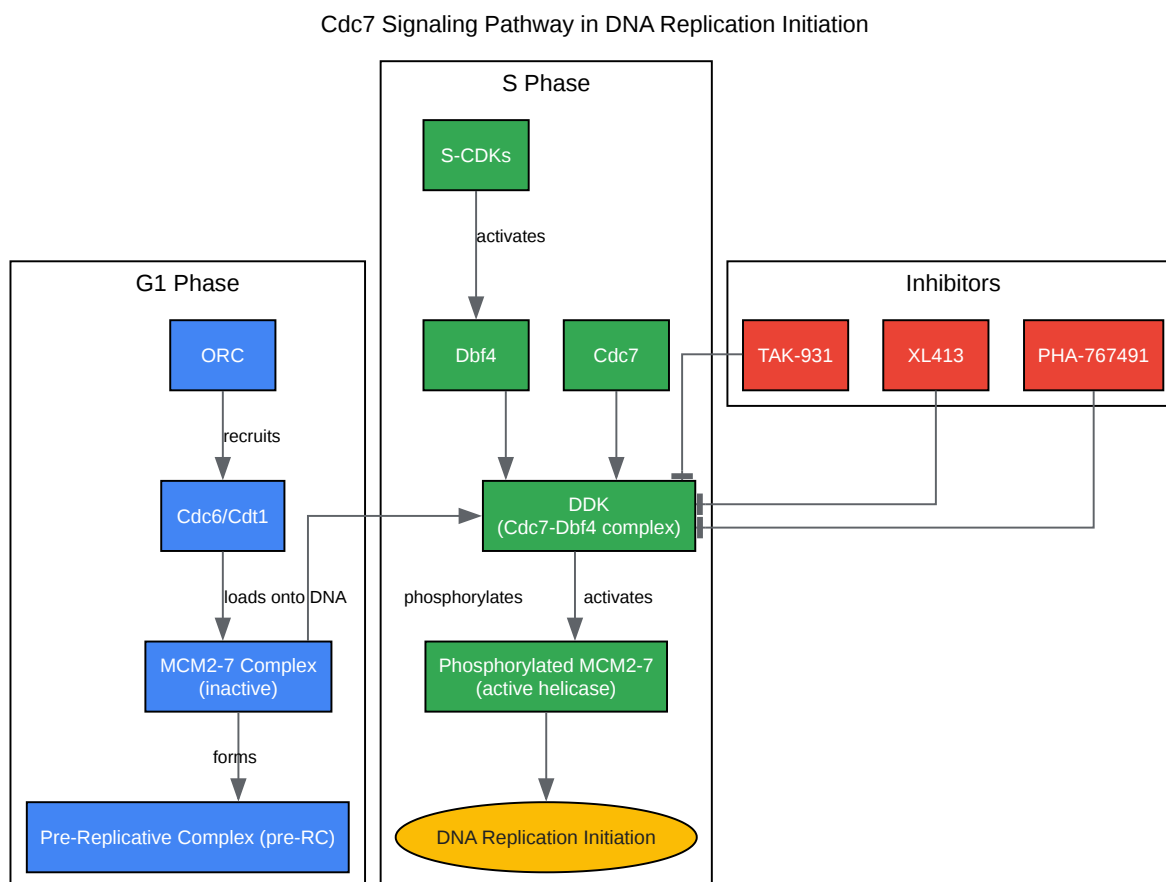 Cdc7 Signaling Pathway in DNA Replication Initiation
G1 Phase
ORC
recruits
Cdc6/Cdt1
loads onto DNA
MCM2-7 Complex
(inactive)
forms
Pre-Replicative Complex (pre-RC)
S Phase
S-CDKs
activates
Dbf4
Cdc7
DDK
(Cdc7-Dbf4 complex)
phosphorylates
activates
Phosphorylated MCM2-7
(active helicase)
DNA Replication Initiation
Inhibitors
TAK-931
XL413
PHA-767491